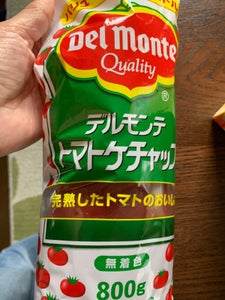 Del Monte
Quality
®
デルモンテ
トマトケチャップ
完熟したトマトのおいし
無着色
800g